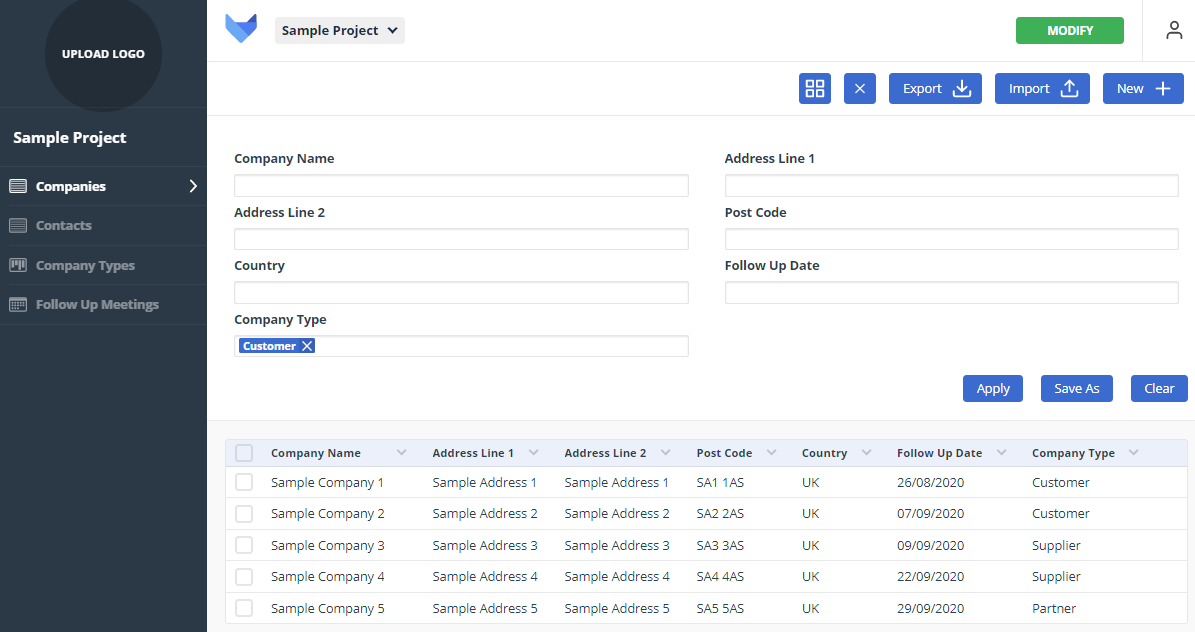 UPLOAD LOGO
Sample Project
MODIFY
Export
Import
New
Sample Project
Companies
Contacts
Company Types
Follow Up Meetings
Company Name
Address Line 1
Address Line 2
Post Code
Country
Follow Up Date
Company Type
Customer
Apply
Save As
Clear
Company Name Address Line 1 Address Line 2 Post Code Country Follow Up Date Company Type
Sample Company 1 Sample Address 1 Sample Address 1 SA1 1AS UK 26/08/2020 Customer
Sample Company 2 Sample Address 2 Sample Address 2 SA2 2AS UK 07/09/2020 Customer
Sample Company 3 Sample Address 3 Sample Address 3 SA3 3AS UK 09/09/2020 Supplier
Sample Company 4 Sample Address 4 Sample Address 4 SA4 4AS UK 22/09/2020 Supplier
Sample Company 5 Sample Address 5 Sample Address 5 SA5 5AS UK 29/09/2020 Partner